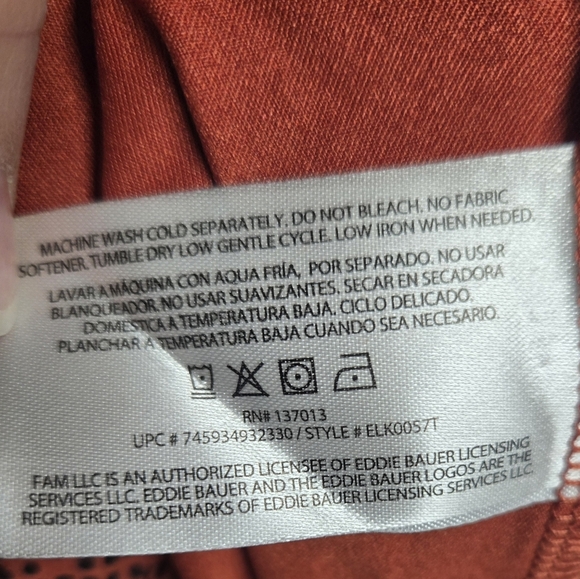 MACHINE WASH COLD SEPARATELY. DO NOT BLEACH. NO FABRIC
SOFTENER. TUMBLE DRY LOW GENTLE CYCLE. LOW IRON WHEN NEEDED.
LAVAR A MÁQUINA CON AQUA FRÍA, POR SEPARADO. NO USAR
BLANQUEADOR. NO USAR SUAVIZANTES. SECAR EN SECADORA
DOMESTICA A TEMPERATURA BAJA. CICLO DELICADO.
PLANCHAR A TEMPERATURA BAJA CUANDO SEA NECESARIO.
RN# 137013
UPC # 745934932330 / STYLE # ELK0057T
FAM LLC IS AN AUTHORIZED LICENSEE OF EDDIE BAUER LICENSING
SERVICES LLC. EDDIE BAUER AND THE EDDIE BAUER LOGOS ARE THE
REGISTERED TRADEMARKS OF EDDIE BAUER LICENSING SERVICES LLC.